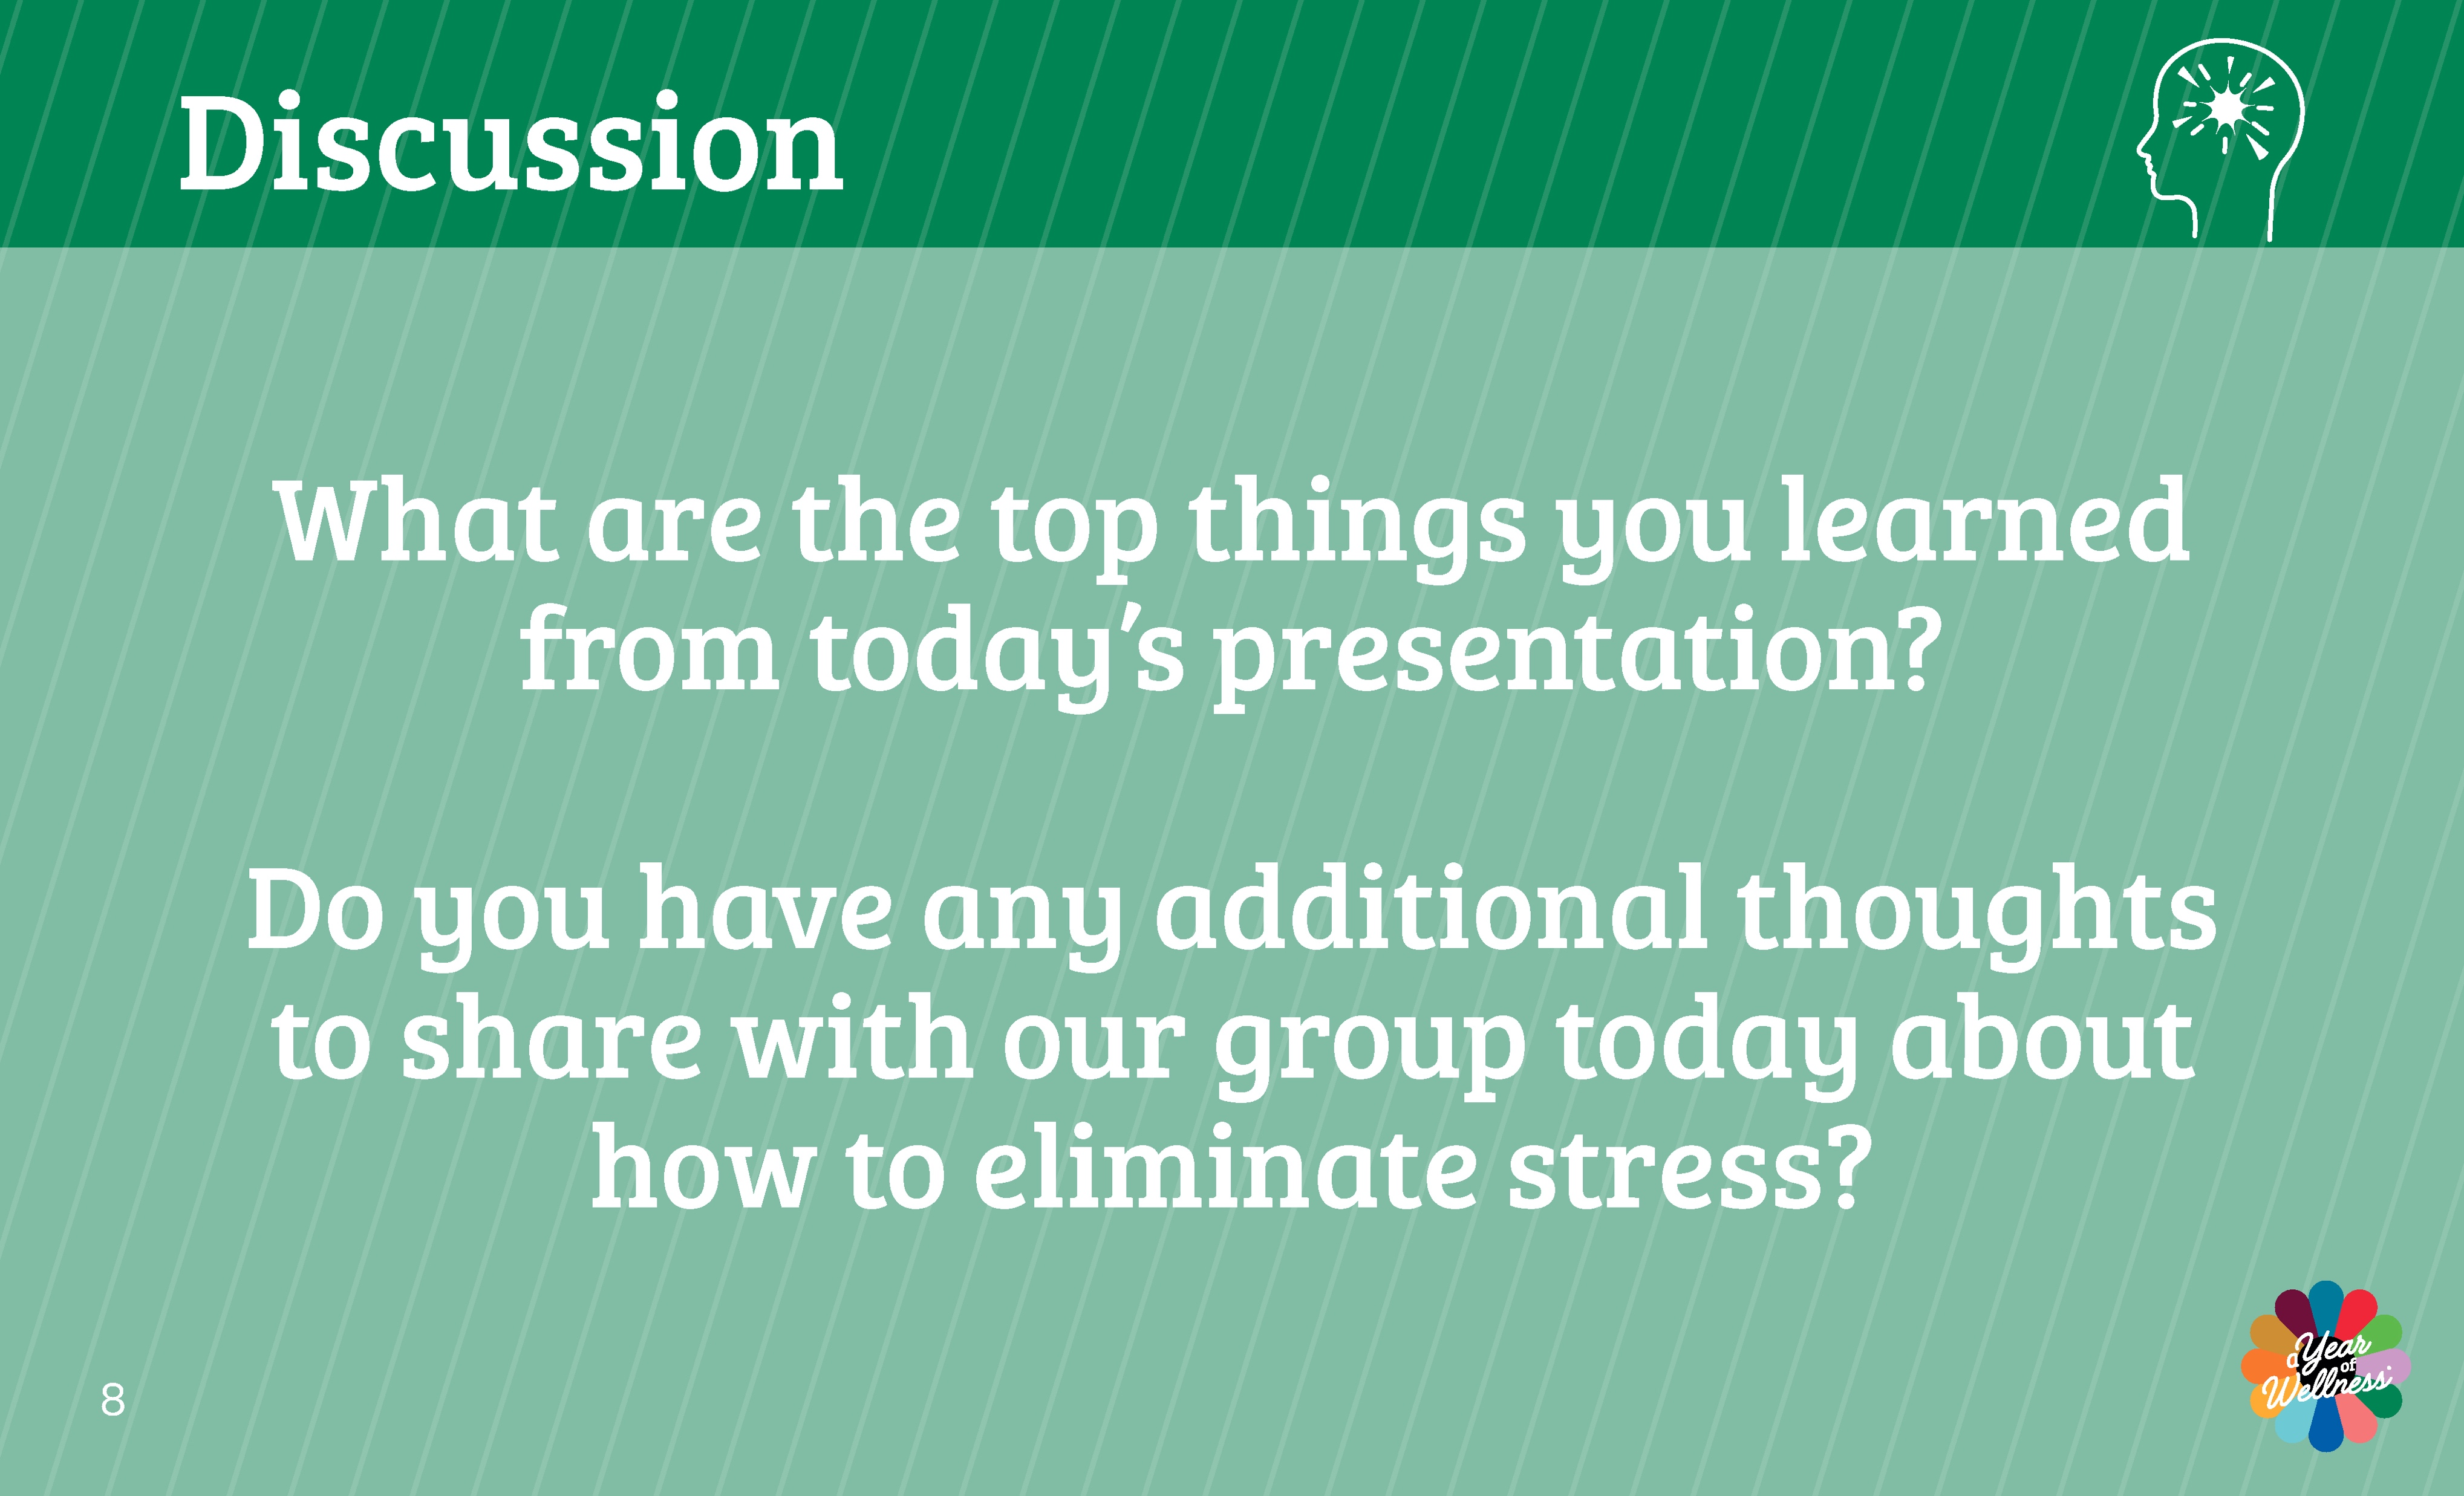 Discussion
What are the top things you learned
from today's presentation?
Do you have any additional thoughts
to share with our group today about
how to eliminate stress?
8
a Year
of
Wellness